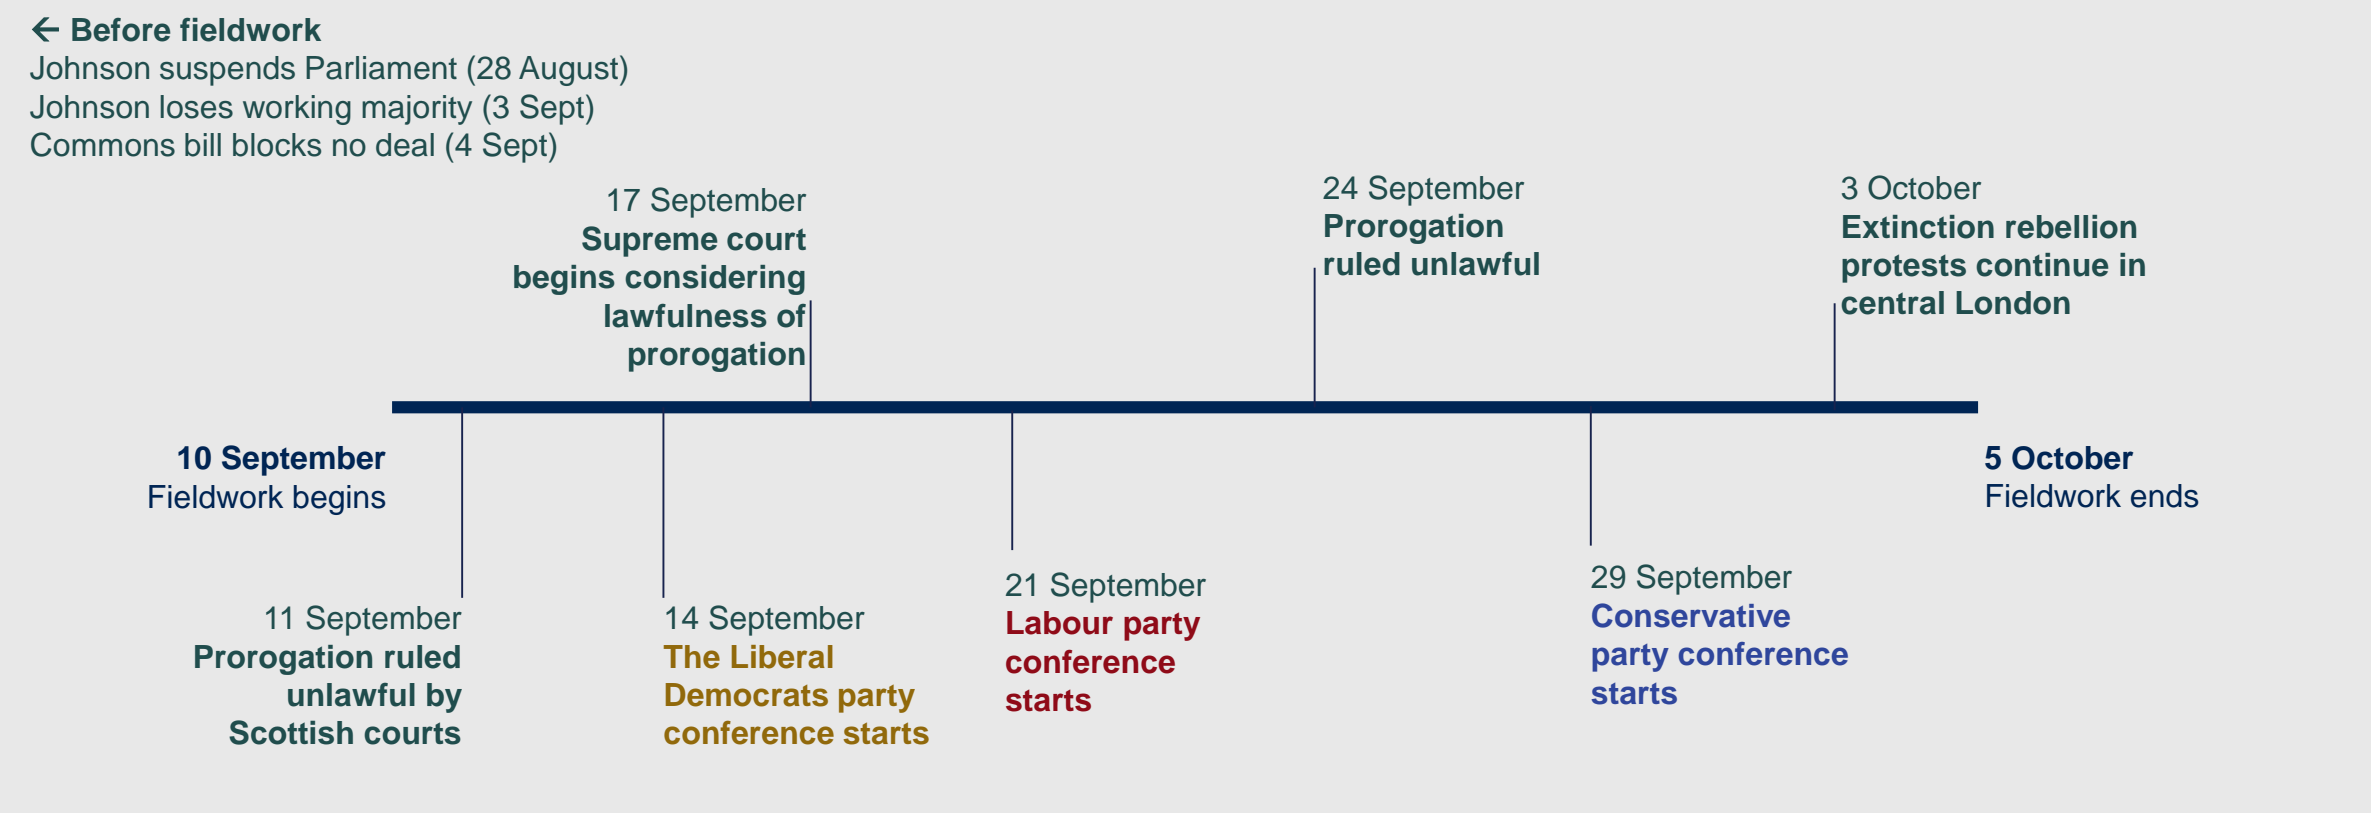 ← Before fieldwork
Johnson suspends Parliament (28 August)
Johnson loses working majority (3 Sept)
Commons bill blocks no deal (4 Sept)
17 September
Supreme court
begins considering
lawfulness of
prorogation
24 September
Prorogation
ruled unlawful
3 October
Extinction rebellion
protests continue in
central London
10 September
Fieldwork begins
5 October
Fieldwork ends
11 September
Prorogation ruled
unlawful by
Scottish courts
14 September
The Liberal
Democrats party
conference starts
21 September
Labour party
conference
starts
29 September
Conservative
party conference
starts